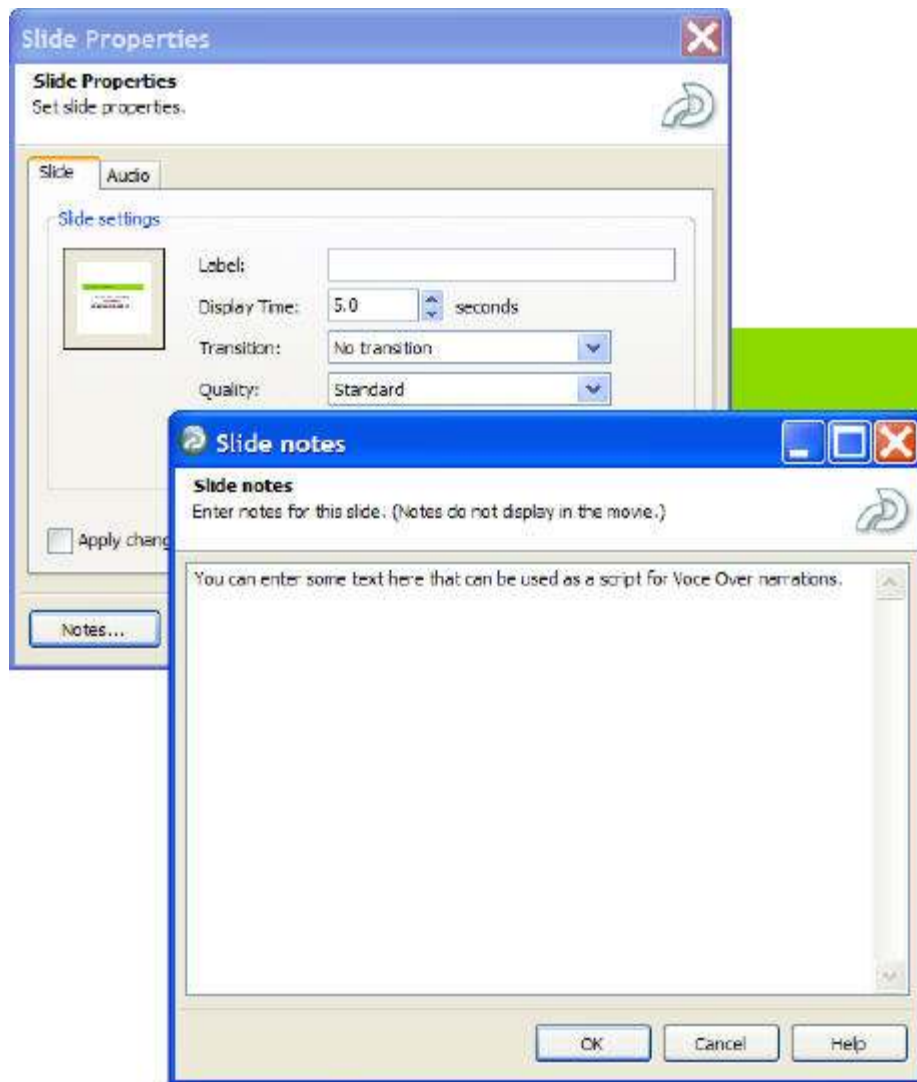 Slide Properties
Slide Properties
Set slide properties.
Slide
Audio
Slide settings
Label:
Display Time:
5.0
seconds
Transition:
No transition
Quality:
Standard
Apply chang
Notes...
Slide notes
Slide notes
Enter notes for this slide. (Notes do not display in the movie.)
You can enter some text here that can be used as a script for Voce Over narrations.
OK
Cancel
Help